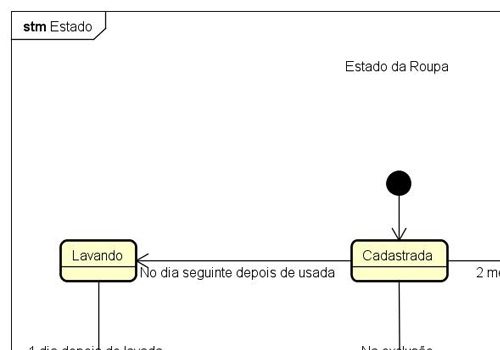 stm Estado
Estado da Roupa
Lavando
Cadastrada
No dia seguinte depois de usada
2
1 dia depois de lavada
Na exclusão